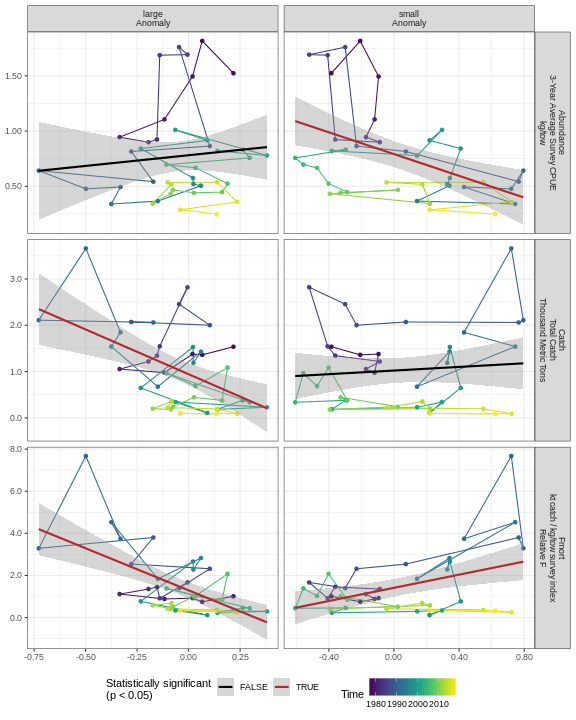 large
Anomaly
small
Anomaly
1.50
1.00
0.50
Abundance
3-Year Average Survey CPUE
kg/tow
3.0
2.0
1.0
0.0
Catch
Total Catch
Thousand Metric Tons
8.0
6.0
4.0
2.0
0.0
Fmort
kt catch / kg/tow survey index
Relative F
-0.75
-0.50
-0.25
0.00
0.25
-0.40
0.00
0.40
0.80
Statistically significant
(p < 0.05)
FALSE
TRUE
Time
1980 1990 2000 2010